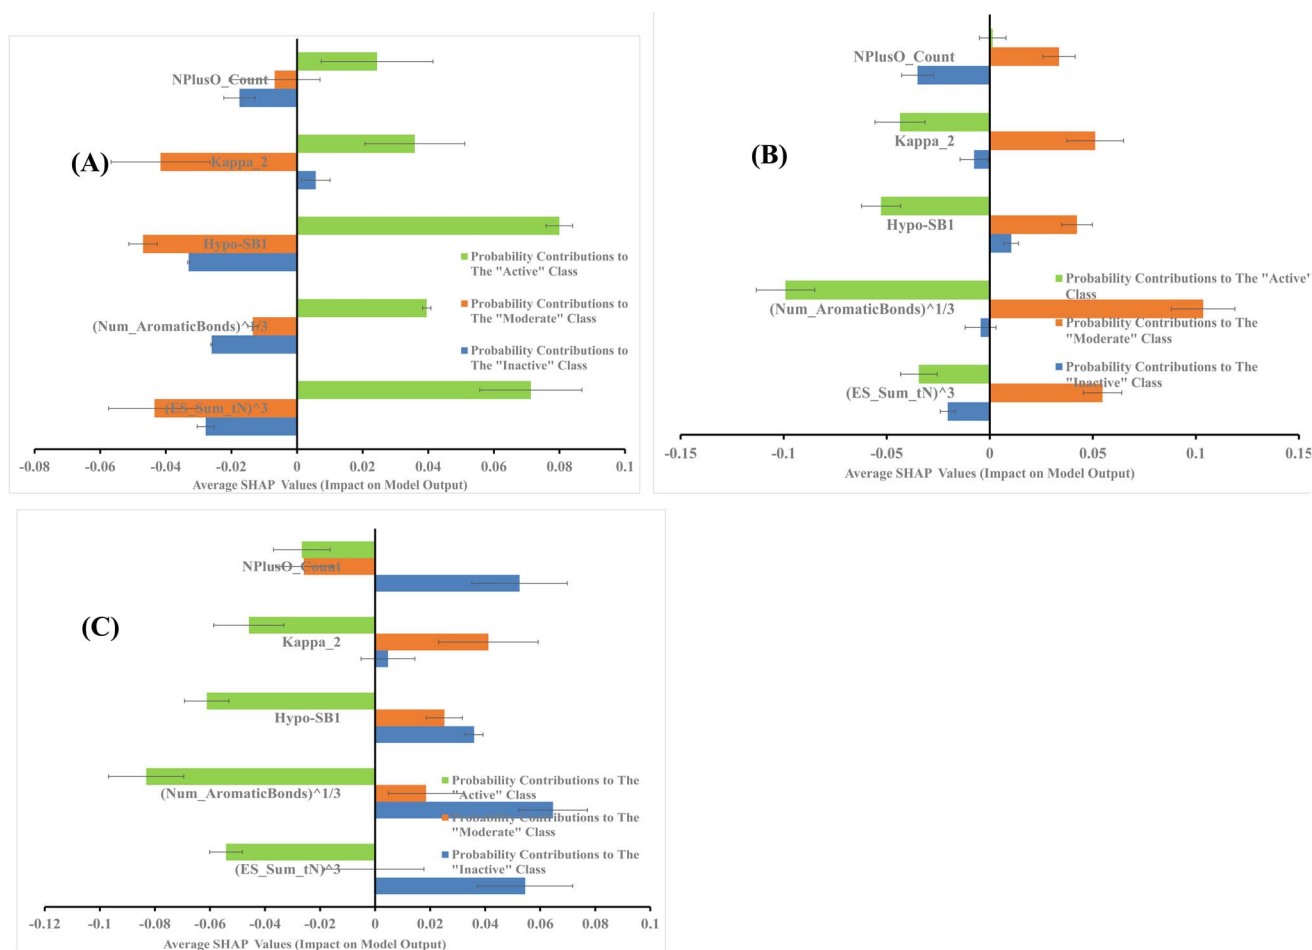 (A)
NPlusO_Count
Kappa_2
Hypo-SB1
(Num_AromaticBonds)^1/3
(ES_Sum_tN)^3
Probability Contributions to
The "Active" Class
Probability Contributions to
The "Moderate" Class
Probability Contributions to
The "Inactive" Class
-0.08 -0.06 -0.04 -0.02 0 0.02 0.04 0.06 0.08 0.1
Average SHAP Values (Impact on Model Output)
(B)
NPlusO_Count
Kappa_2
Hypo-SB1
(Num_AromaticBonds)^1/3
(ES_Sum_tN)^3
Probability Contributions to The "Active"
Class
Probability Contributions to The
"Moderate" Class
Probability Contributions to The
"Inactive" Class
-0.15 -0.1 -0.05 0 0.05 0.1 0.15
Average SHAP Values (Impact on Model Output)
(C)
NPlusO_Count
Kappa_2
Hypo-SB1
(Num_AromaticBonds)^1/3
(ES_Sum_tN)^3
Probability Contributions to The
"Active" Class
Probability Contributions to The
"Moderate" Class
Probability Contributions to The
"Inactive" Class
-0.12 -0.1 -0.08 -0.06 -0.04 -0.02 0 0.02 0.04 0.06 0.08 0.1
Average SHAP Values (Impact on Model Output)